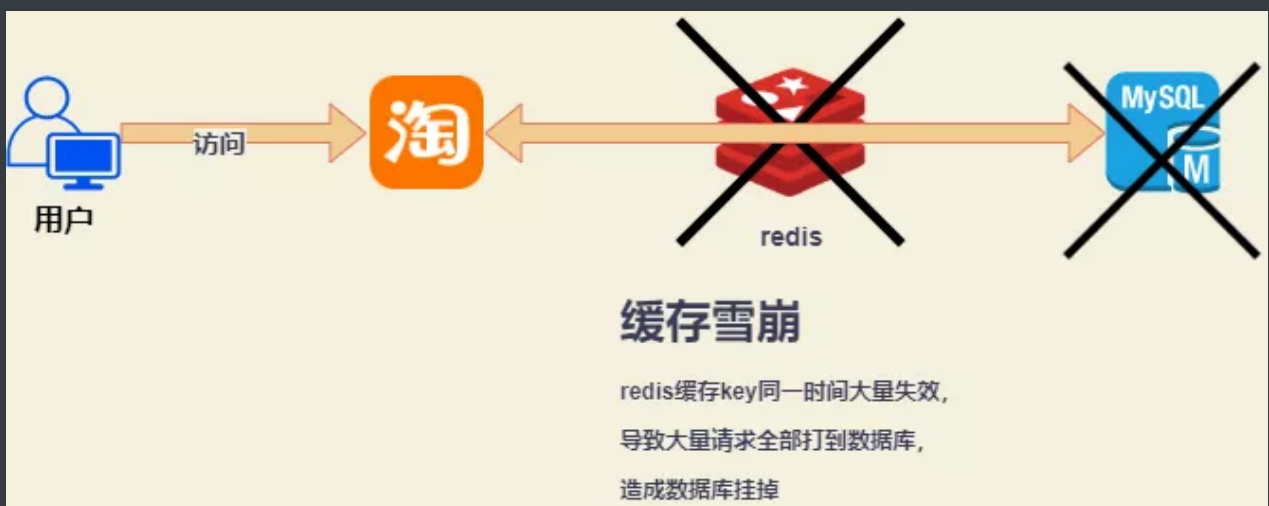 访问
淘
MySQL
M
用户
redis
缓存雪崩
redis缓存key同一时间大量失效，
导致大量请求全部打到数据库，
造成数据库挂掉